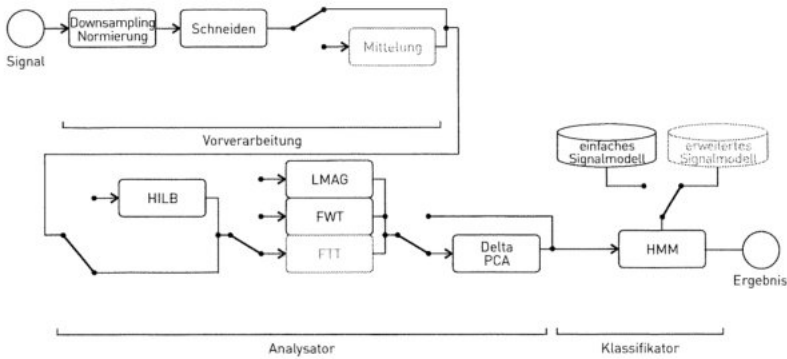 Downsampling
Normierung
Schneiden
Mittelung
Signal
Vorverarbeitung
einfaches
Signalmodell
erweitertes
Signalmodell
HILB
LMAG
FWT
FTT
Delta
PCA
HMM
Ergebnis
Analysator
Klassifikator